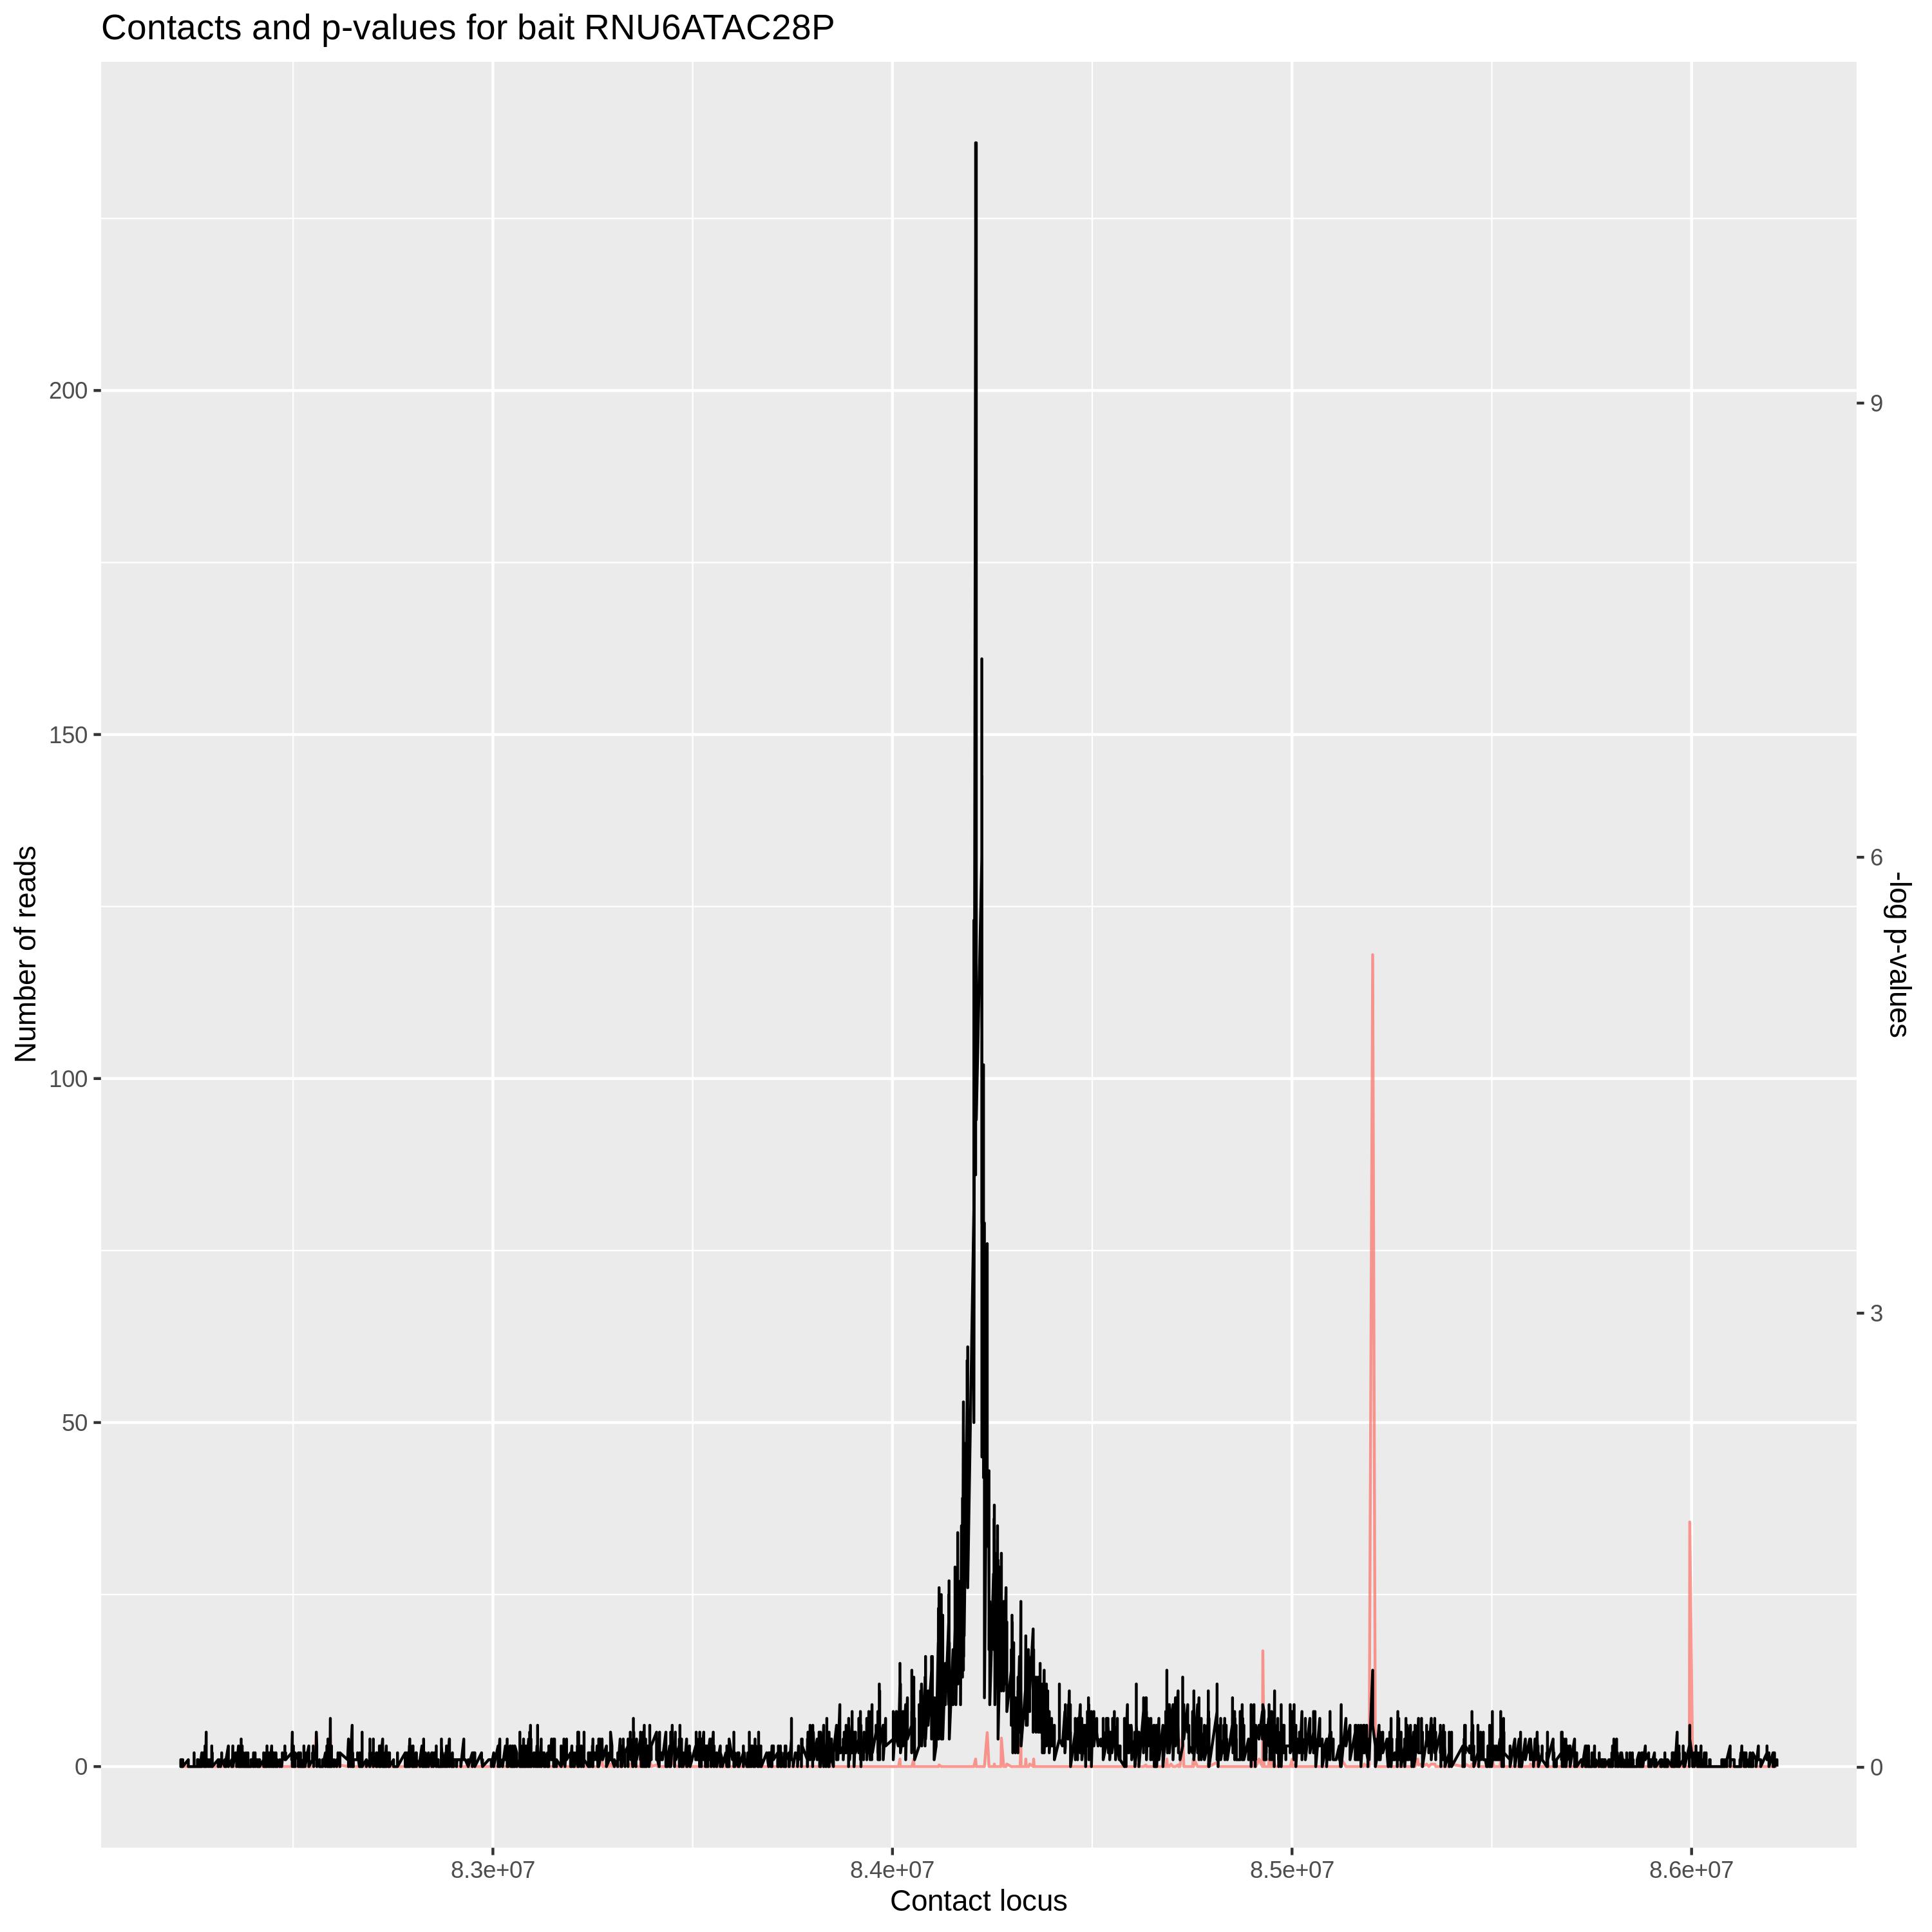 Contacts and p-values for bait RNU6ATAC28P
200
150
100
50
0
Number of reads
9
6
3
0
-log p-values
8.3e+07
8.4e+07
8.5e+07
8.6e+07
Contact locus